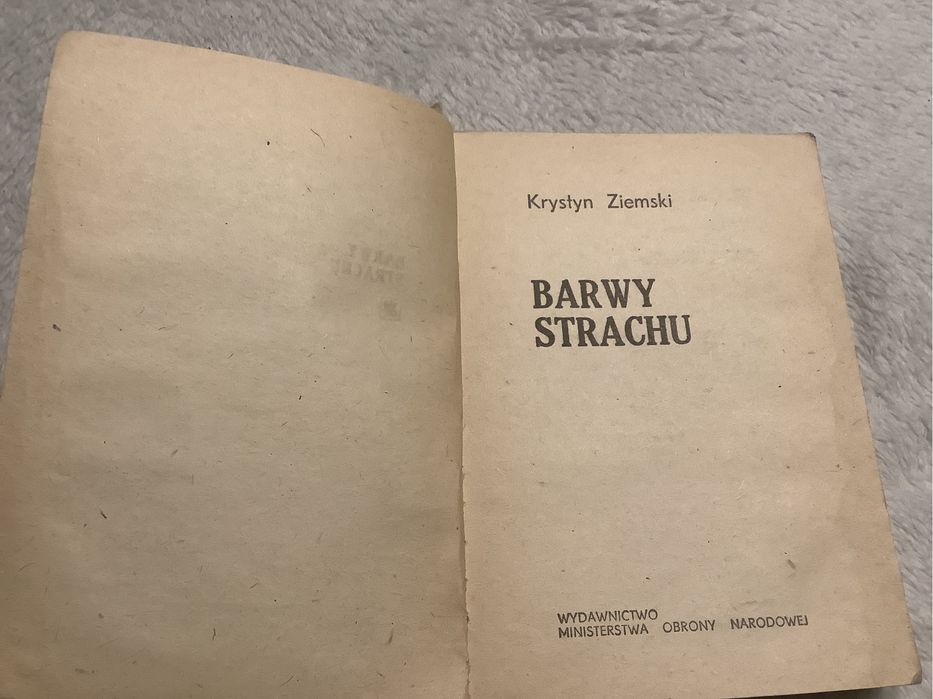 Krystyn Ziemski
BARWY
STRACHU
WYDAWNICTWO
MINISTERSTWA OBRONY NARODOWEJ